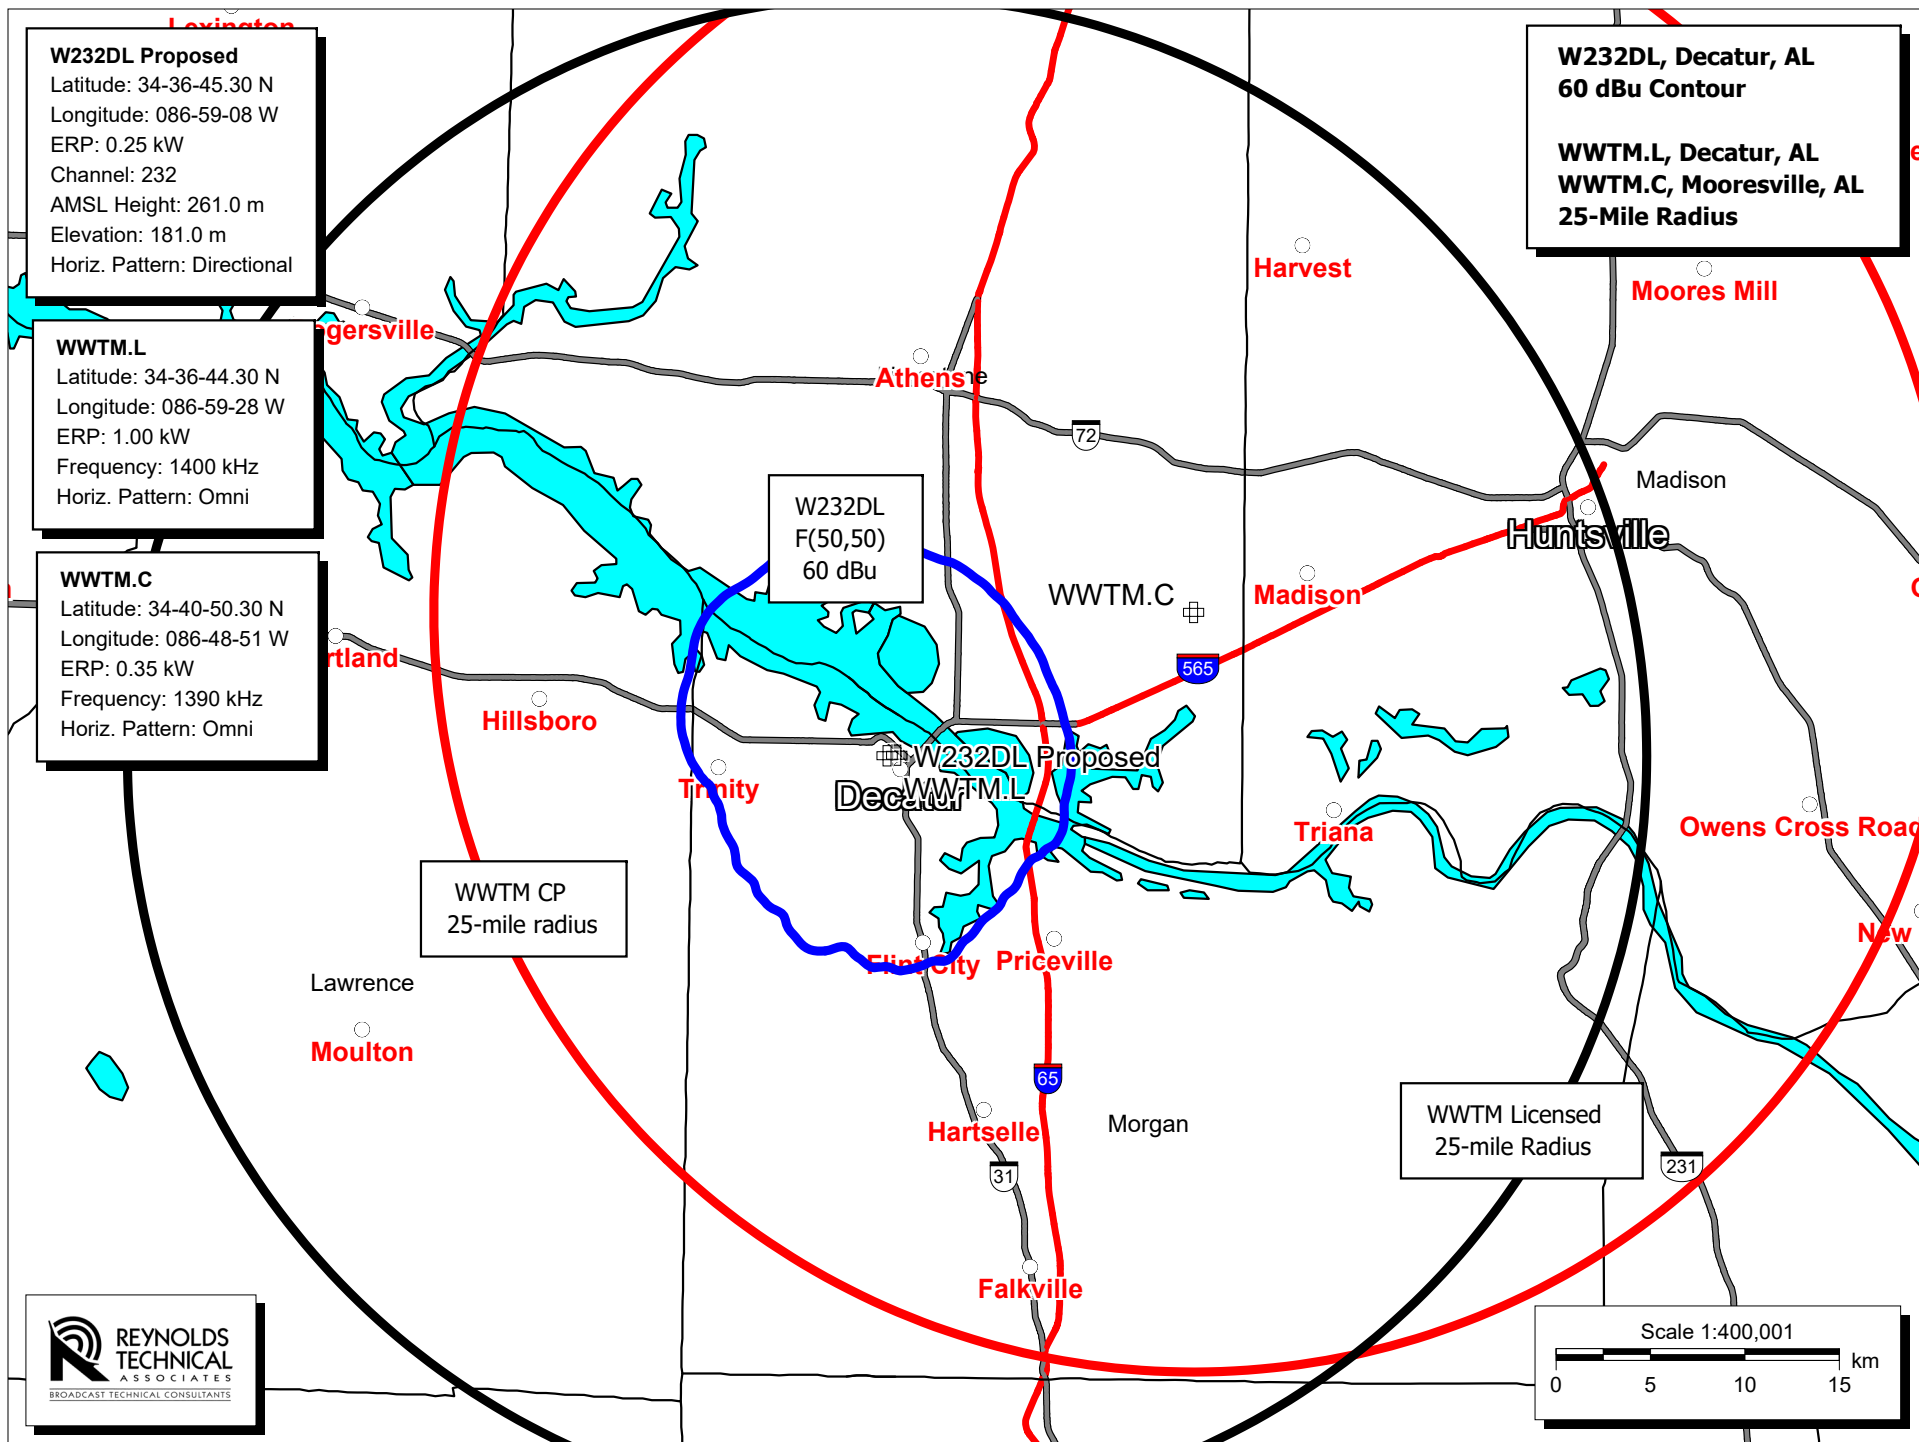 Lexington
W232DL Proposed
Latitude: 34-36-45.30 N
Longitude: 086-59-08 W
ERP: 0.25 kW
Channel: 232
AMSL Height: 261.0 m
Elevation: 181.0 m
Horiz. Pattern: Directional
W232DL, Decatur, AL
60 dBu Contour
WWTM.L, Decatur, AL
WWTM.C, Mooresville, AL
25-Mile Radius
Harvest
Moores Mill
ogersville
WWTM.L
Latitude: 34-36-44.30 N
Longitude: 086-59-28 W
ERP: 1.00 kW
Frequency: 1400 kHz
Horiz. Pattern: Omni
Athens
72
Madison
W232DL
F(50,50)
60 dBu
Huntsville
WWTM.C
Latitude: 34-40-50.30 N
Longitude: 086-48-51 W
ERP: 0.35 kW
Frequency: 1390 kHz
Horiz. Pattern: Omni
WWTM.C
Madison
rtland
565
Hillsboro
W232DL Proposed
Trinity
Decatur
WWTM.L
Triana
Owens Cross Road
WWTM CP
25-mile radius
New
Flint City
Priceville
Lawrence
Moulton
65
Hartselle
Morgan
WWTM Licensed
25-mile Radius
31
231
Falkville
REYNOLDS
TECHNICAL
ASSOCIATES
BROADCAST TECHNICAL CONSULTANTS
Scale 1:400,001
km
0 5 10 15